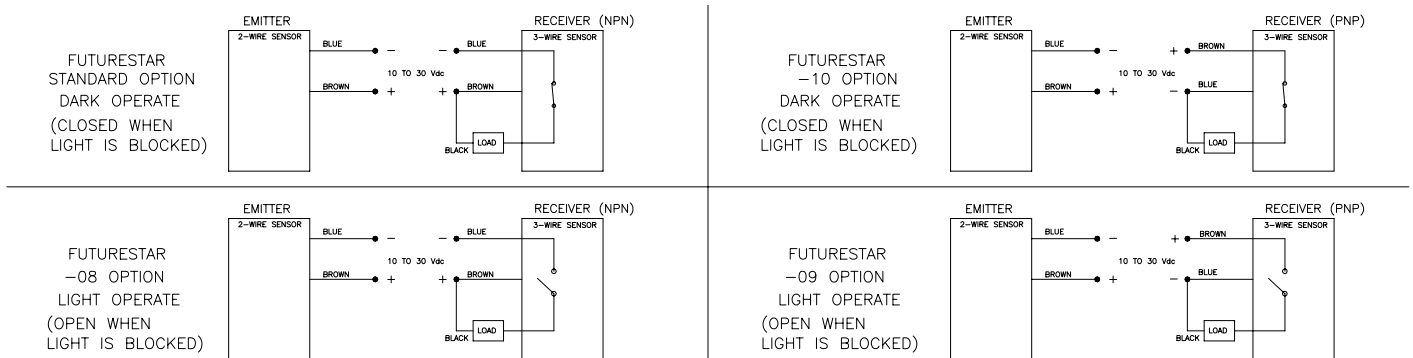 EMITTER
2-WIRE SENSOR
RECEIVER (NPN)
3-WIRE SENSOR
FUTURESTAR
STANDARD OPTION
DARK OPERATE
(CLOSED WHEN
LIGHT IS BLOCKED)
BLUE - - BLUE
10 TO 30 Vdc
BROWN + + BROWN
BLACK LOAD
EMITTER
2-WIRE SENSOR
RECEIVER (PNP)
3-WIRE SENSOR
FUTURESTAR
-10 OPTION
DARK OPERATE
(CLOSED WHEN
LIGHT IS BLOCKED)
BLUE - + BROWN
10 TO 30 Vdc
BROWN + - BLUE
BLACK LOAD
EMITTER
2-WIRE SENSOR
RECEIVER (NPN)
3-WIRE SENSOR
FUTURESTAR
-08 OPTION
LIGHT OPERATE
(OPEN WHEN
LIGHT IS BLOCKED)
BLUE - - BLUE
10 TO 30 Vdc
BROWN + + BROWN
BLACK LOAD
EMITTER
2-WIRE SENSOR
RECEIVER (PNP)
3-WIRE SENSOR
FUTURESTAR
-09 OPTION
LIGHT OPERATE
(OPEN WHEN
LIGHT IS BLOCKED)
BLUE - + BROWN
10 TO 30 Vdc
BROWN + - BLUE
BLACK LOAD